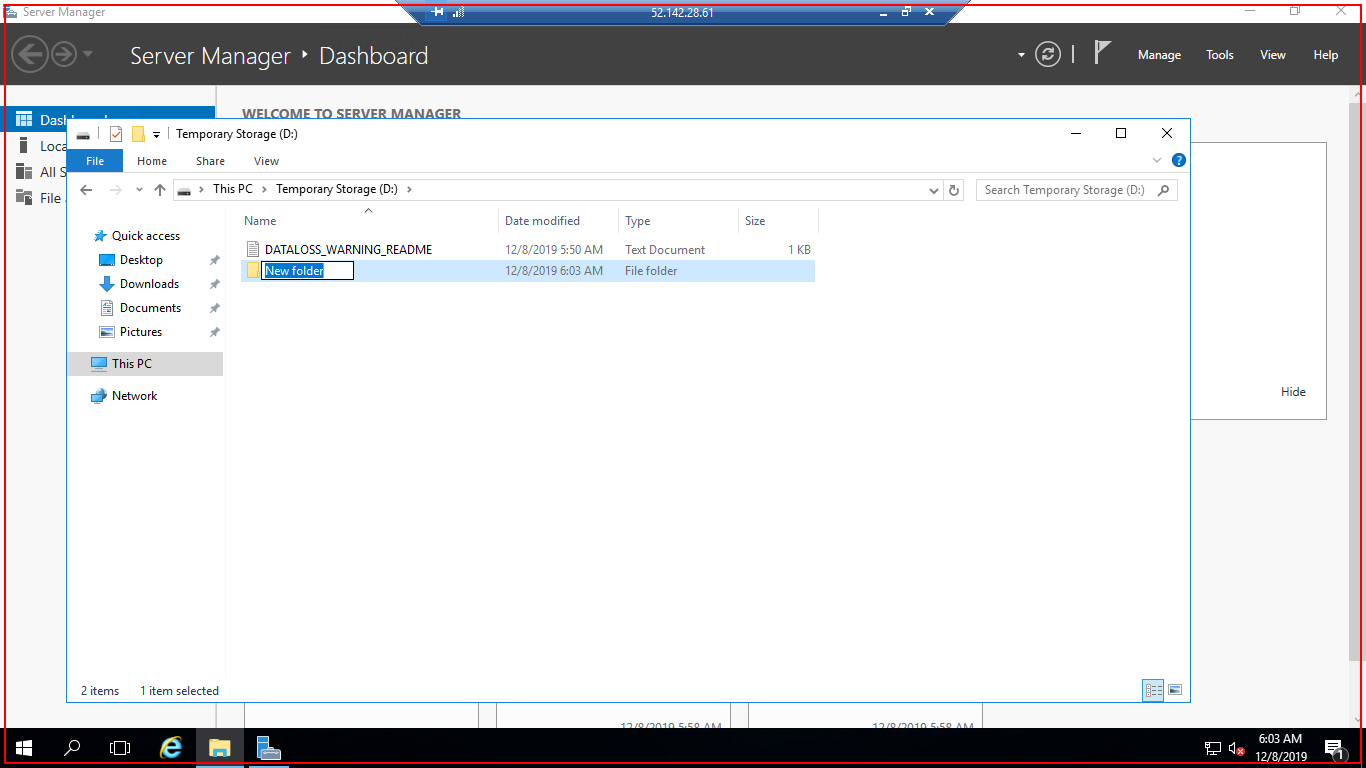 Server Manager
52.142.28.61
Server Manager ‣ Dashboard
Manage Tools View Help
WELCOME TO SERVER MANAGER
Temporary Storage (D:)
File Home Share View
This PC > Temporary Storage (D:) >
Search Temporary Storage (D:)
Name Date modified Type Size
DATALOSS_WARNING_README 12/8/2019 5:50 AM Text Document 1 KB
New folder 12/8/2019 6:03 AM File folder
Quick access
Desktop
Downloads
Documents
Pictures
This PC
Network
All S
File
Hide
2 items 1 item selected
12/8/2019 5:58 AM 12/8/2019 5:58 AM
6:03 AM
12/8/2019
1